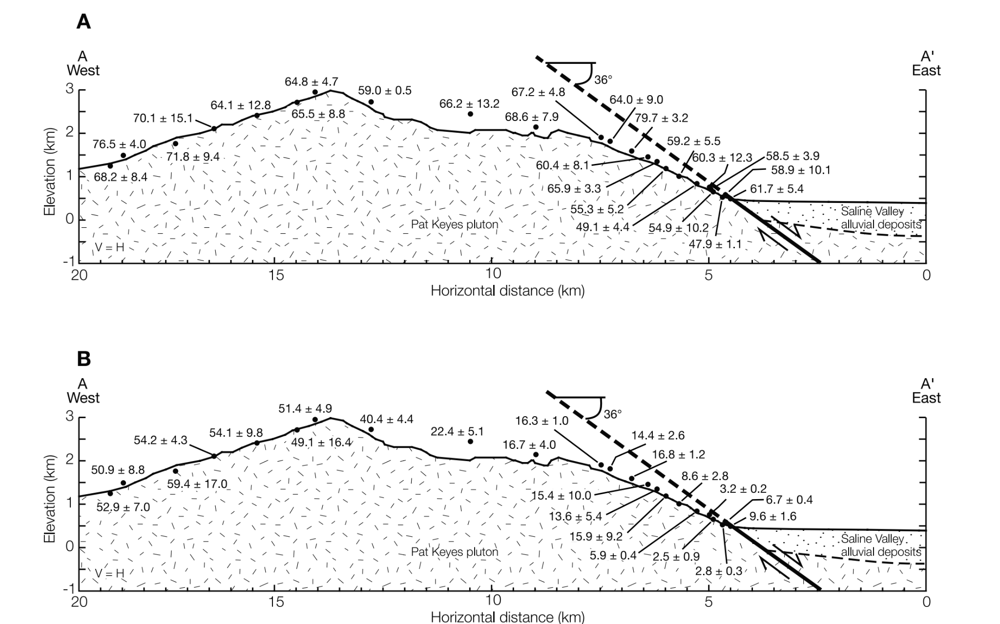 A
A
West
A'
East
36°
64.8 ± 4.7
59.0 ± 0.5
67.2 ± 4.8
64.0 ± 9.0
66.2 ± 13.2
64.1 ± 12.8
65.5 ± 8.8
68.6 ± 7.9
79.7 ± 3.2
70.1 ± 15.1
76.5 ± 4.0
71.8 ± 9.4
68.2 ± 8.4
59.2 ± 5.5
60.3 ± 12.3
58.5 ± 3.9
58.9 ± 10.1
60.4 ± 8.1
65.9 ± 3.3
61.7 ± 5.4
55.3 ± 5.2
49.1 ± 4.4
54.9 ± 10.2
47.9 ± 1.1
Pat Keyes pluton
Saline Valley
alluvial deposits
V = H
3
2
1
0
-1
Elevation (km)
20
15
10
5
0
Horizontal distance (km)
B
A
West
A'
East
36°
51.4 ± 4.9
40.4 ± 4.4
16.3 ± 1.0
22.4 ± 5.1
14.4 ± 2.6
54.2 ± 4.3
54.1 ± 9.8
49.1 ± 16.4
16.7 ± 4.0
16.8 ± 1.2
50.9 ± 8.8
59.4 ± 17.0
52.9 ± 7.0
8.6 ± 2.8
3.2 ± 0.2
6.7 ± 0.4
9.6 ± 1.6
15.4 ± 10.0
13.6 ± 5.4
15.9 ± 9.2
5.9 ± 0.4
2.5 ± 0.9
2.8 ± 0.3
Pat Keyes pluton
Saline Valley
alluvial deposits
V = H
3
2
1
0
-1
Elevation (km)
20
15
10
5
0
Horizontal distance (km)